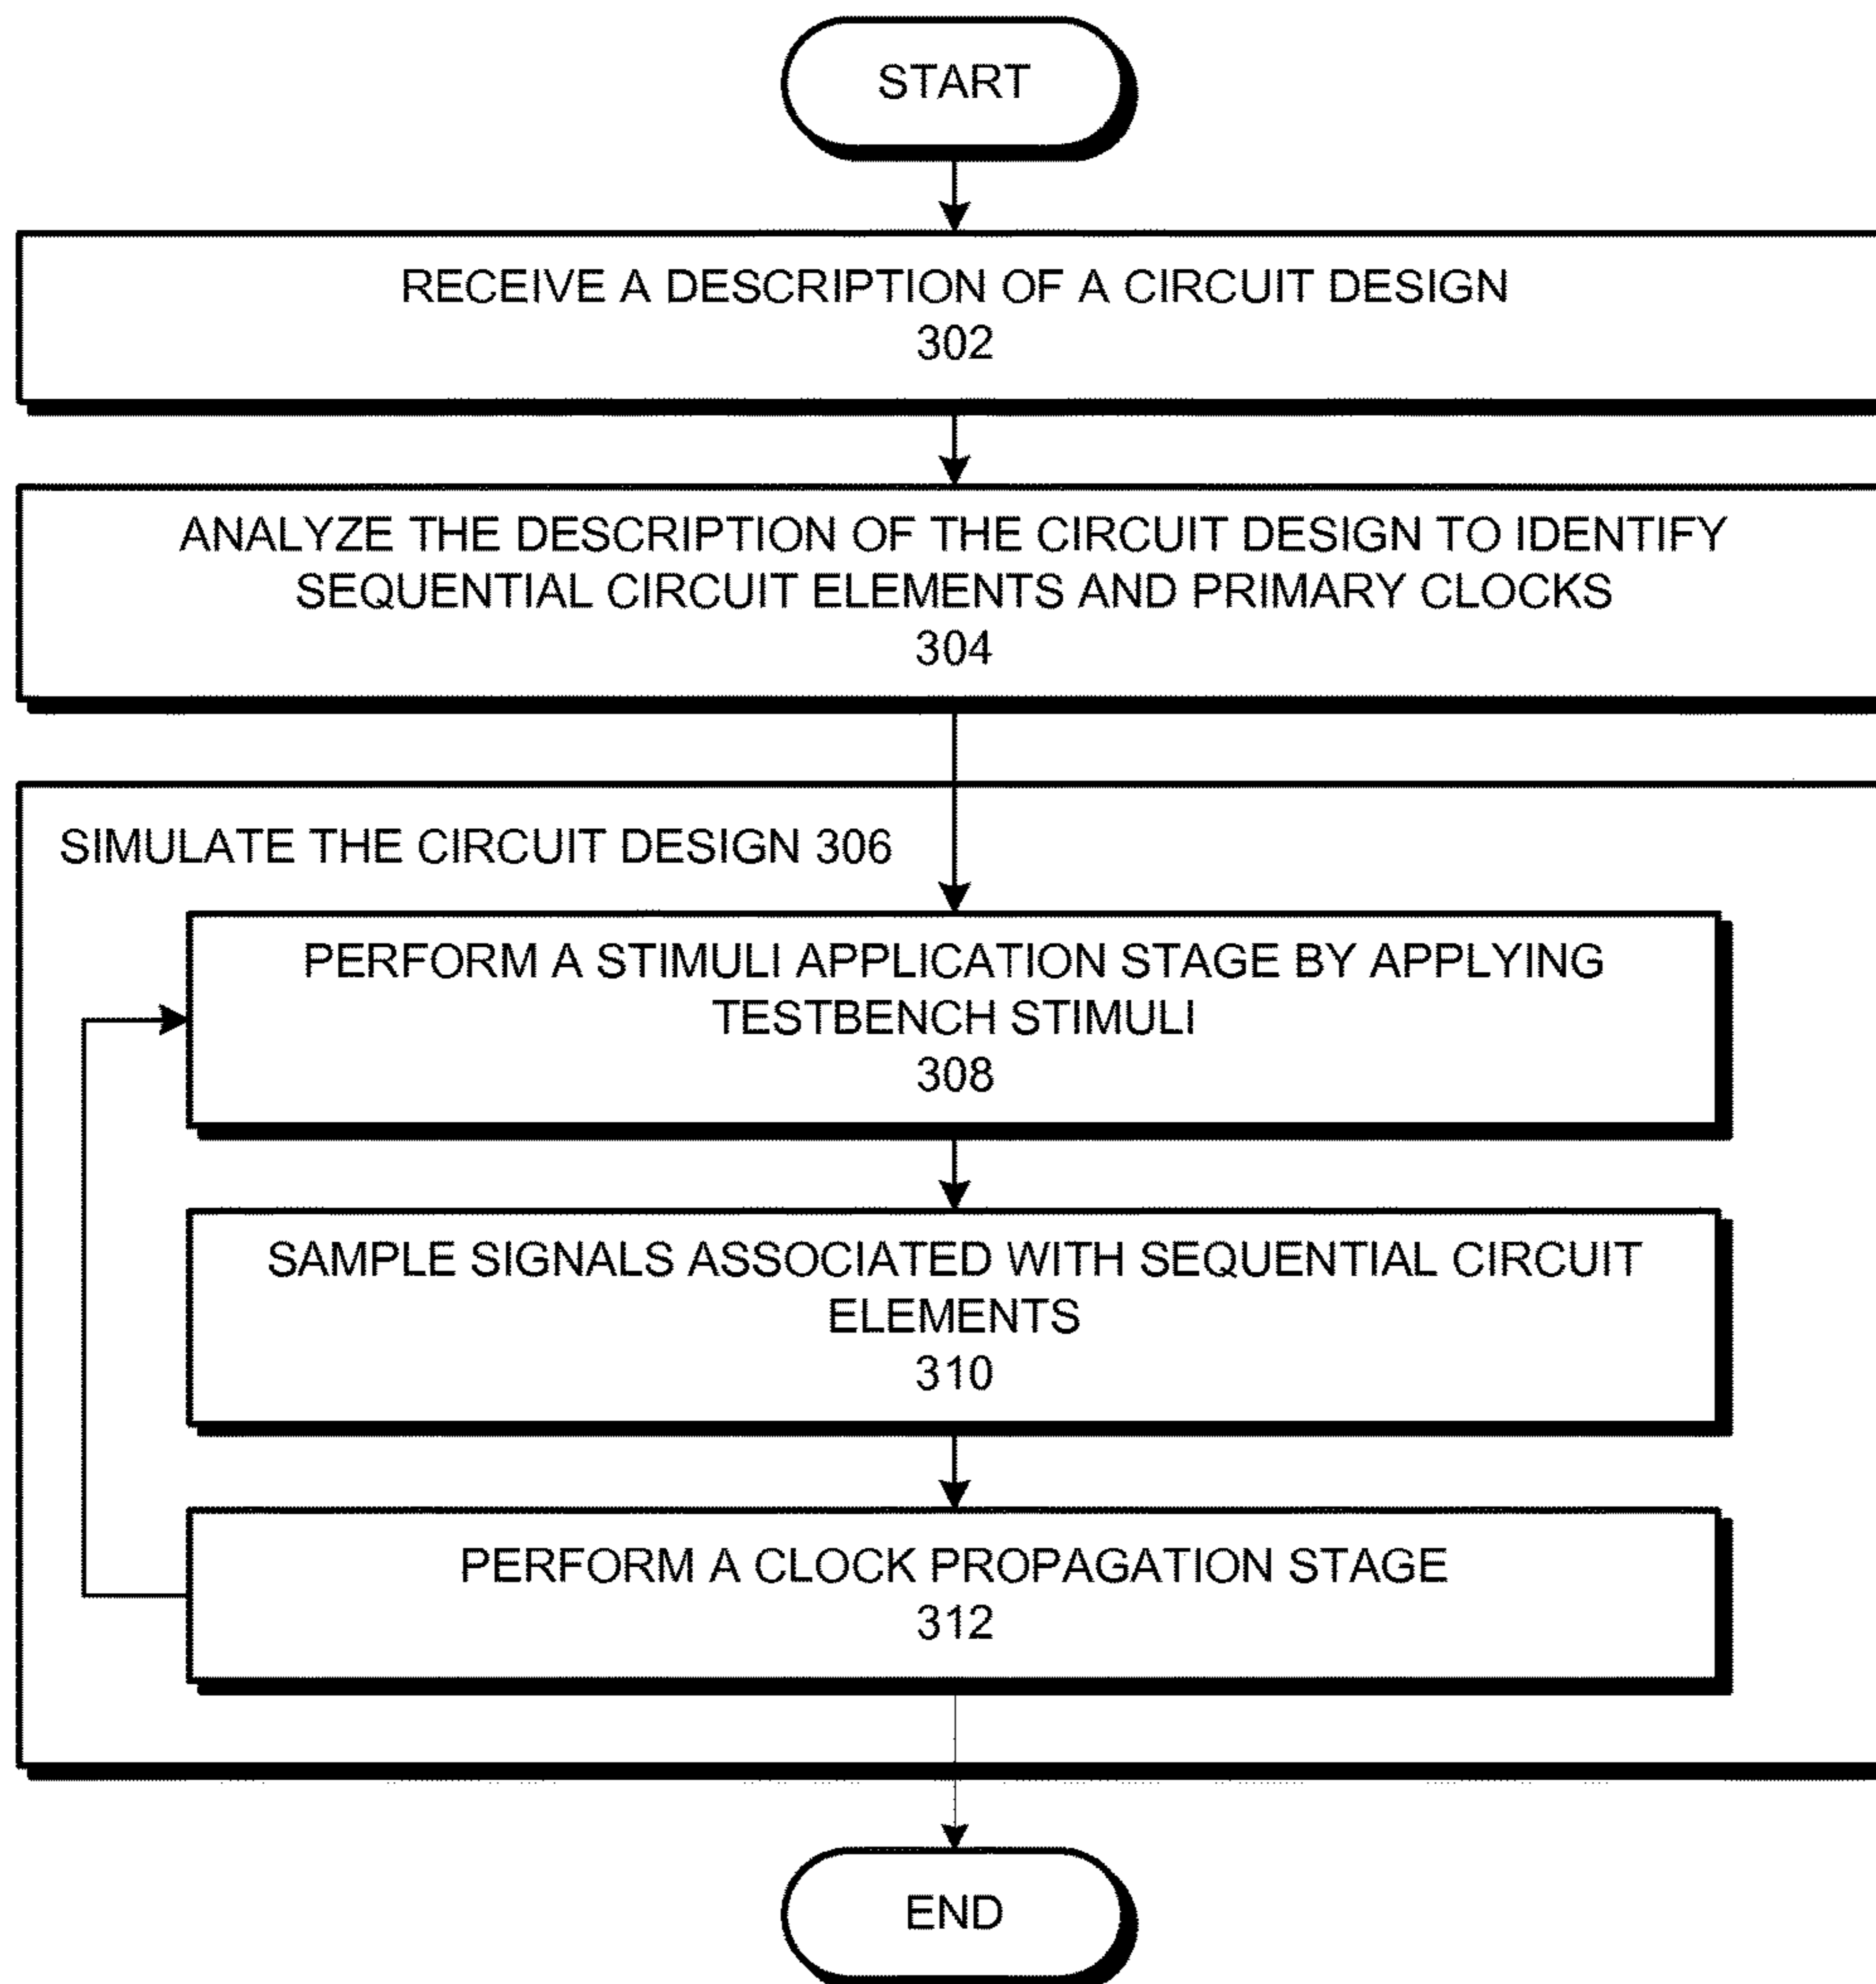 START
RECEIVE A DESCRIPTION OF A CIRCUIT DESIGN
302
ANALYZE THE DESCRIPTION OF THE CIRCUIT DESIGN TO IDENTIFY
SEQUENTIAL CIRCUIT ELEMENTS AND PRIMARY CLOCKS
304
SIMULATE THE CIRCUIT DESIGN 306
PERFORM A STIMULI APPLICATION STAGE BY APPLYING
TESTBENCH STIMULI
308
SAMPLE SIGNALS ASSOCIATED WITH SEQUENTIAL CIRCUIT
ELEMENTS
310
PERFORM A CLOCK PROPAGATION STAGE
312
END